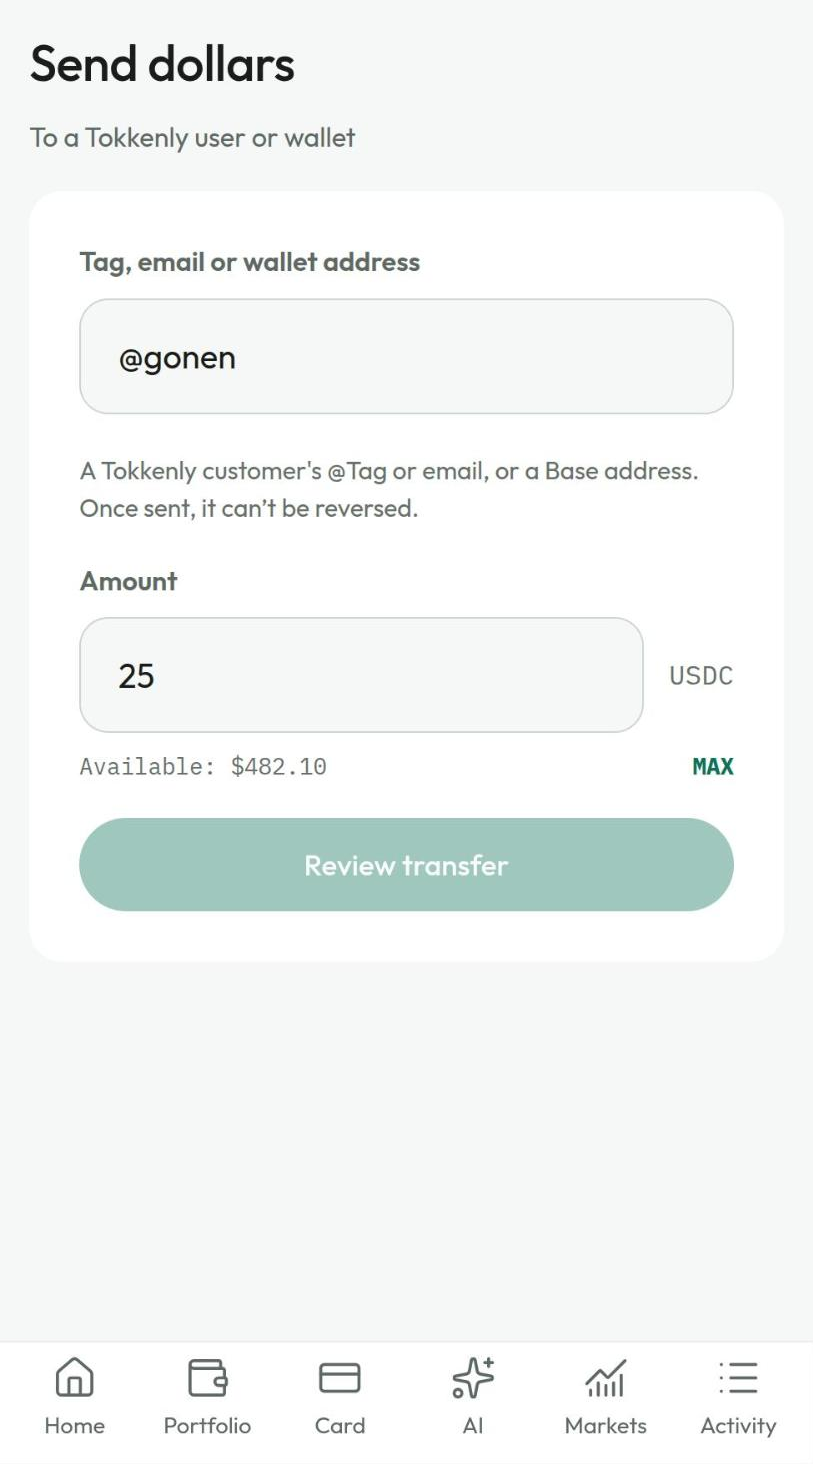 Send dollars
To a Tokkenly user or wallet
Tag, email or wallet address
@gonen
A Tokkenly customer's @Tag or email, or a Base address.
Once sent, it can’t be reversed.
Amount
25
USDC
Available: $482.10
MAX
Review transfer
Home
Portfolio
Card
AI
Markets
Activity